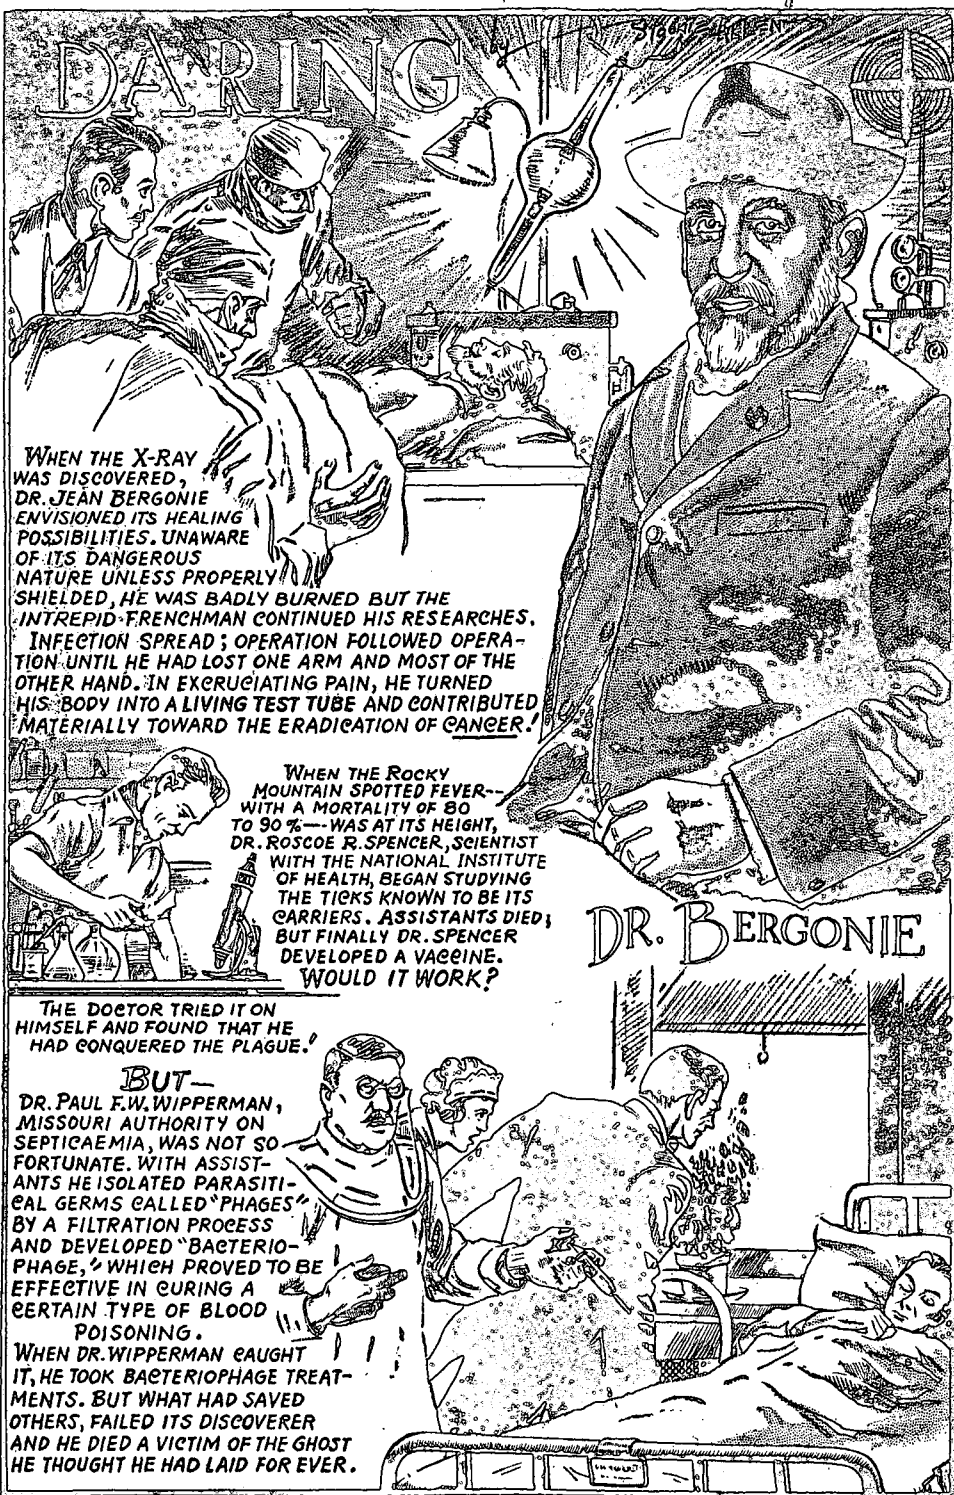 DARING
by
WHEN THE X-RAY
WAS DISCOVERED,
DR. JEAN BERGONIE
ENVISIONED ITS HEALING
POSSIBILITIES. UNAWARE
OF ITS DANGEROUS
NATURE UNLESS PROPERLY
SHIELDED, HE WAS BADLY BURNED BUT THE
INTREPID FRENCHMAN CONTINUED HIS RESEARCHES.
INFECTION SPREAD; OPERATION FOLLOWED OPERA-
TION UNTIL HE HAD LOST ONE ARM AND MOST OF THE
OTHER HAND. IN EXCRUCIATING PAIN, HE TURNED
HIS BODY INTO A LIVING TEST TUBE AND CONTRIBUTED
MATERIALLY TOWARD THE ERADICATION OF CANCER!
WHEN THE ROCKY
MOUNTAIN SPOTTED FEVER--
WITH A MORTALITY OF 80
TO 90%--WAS AT ITS HEIGHT,
DR. ROSCOE R. SPENCER, SCIENTIST
WITH THE NATIONAL INSTITUTE
OF HEALTH, BEGAN STUDYING
THE TICKS KNOWN TO BE ITS
CARRIERS. ASSISTANTS DIED;
BUT FINALLY DR. SPENCER
DEVELOPED A VACCINE.
WOULD IT WORK?
DR. BERGONIE
THE DOCTOR TRIED IT ON
HIMSELF AND FOUND THAT HE
HAD CONQUERED THE PLAGUE!
BUT—
DR. PAUL F.W. WIPPERMAN,
MISSOURI AUTHORITY ON
SEPTICAEMIA, WAS NOT SO
FORTUNATE. WITH ASSIST-
ANTS HE ISOLATED PARASITI-
CAL GERMS CALLED "PHAGES"
BY A FILTRATION PROCESS
AND DEVELOPED "BACTERIO-
PHAGE," WHICH PROVED TO BE
EFFECTIVE IN CURING A
CERTAIN TYPE OF BLOOD
POISONING.
WHEN DR. WIPPERMAN CAUGHT
IT, HE TOOK BACTERIOPHAGE TREAT-
MENTS. BUT WHAT HAD SAVED
OTHERS, FAILED ITS DISCOVERER
AND HE DIED A VICTIM OF THE GHOST
HE THOUGHT HE HAD LAID FOR EVER.